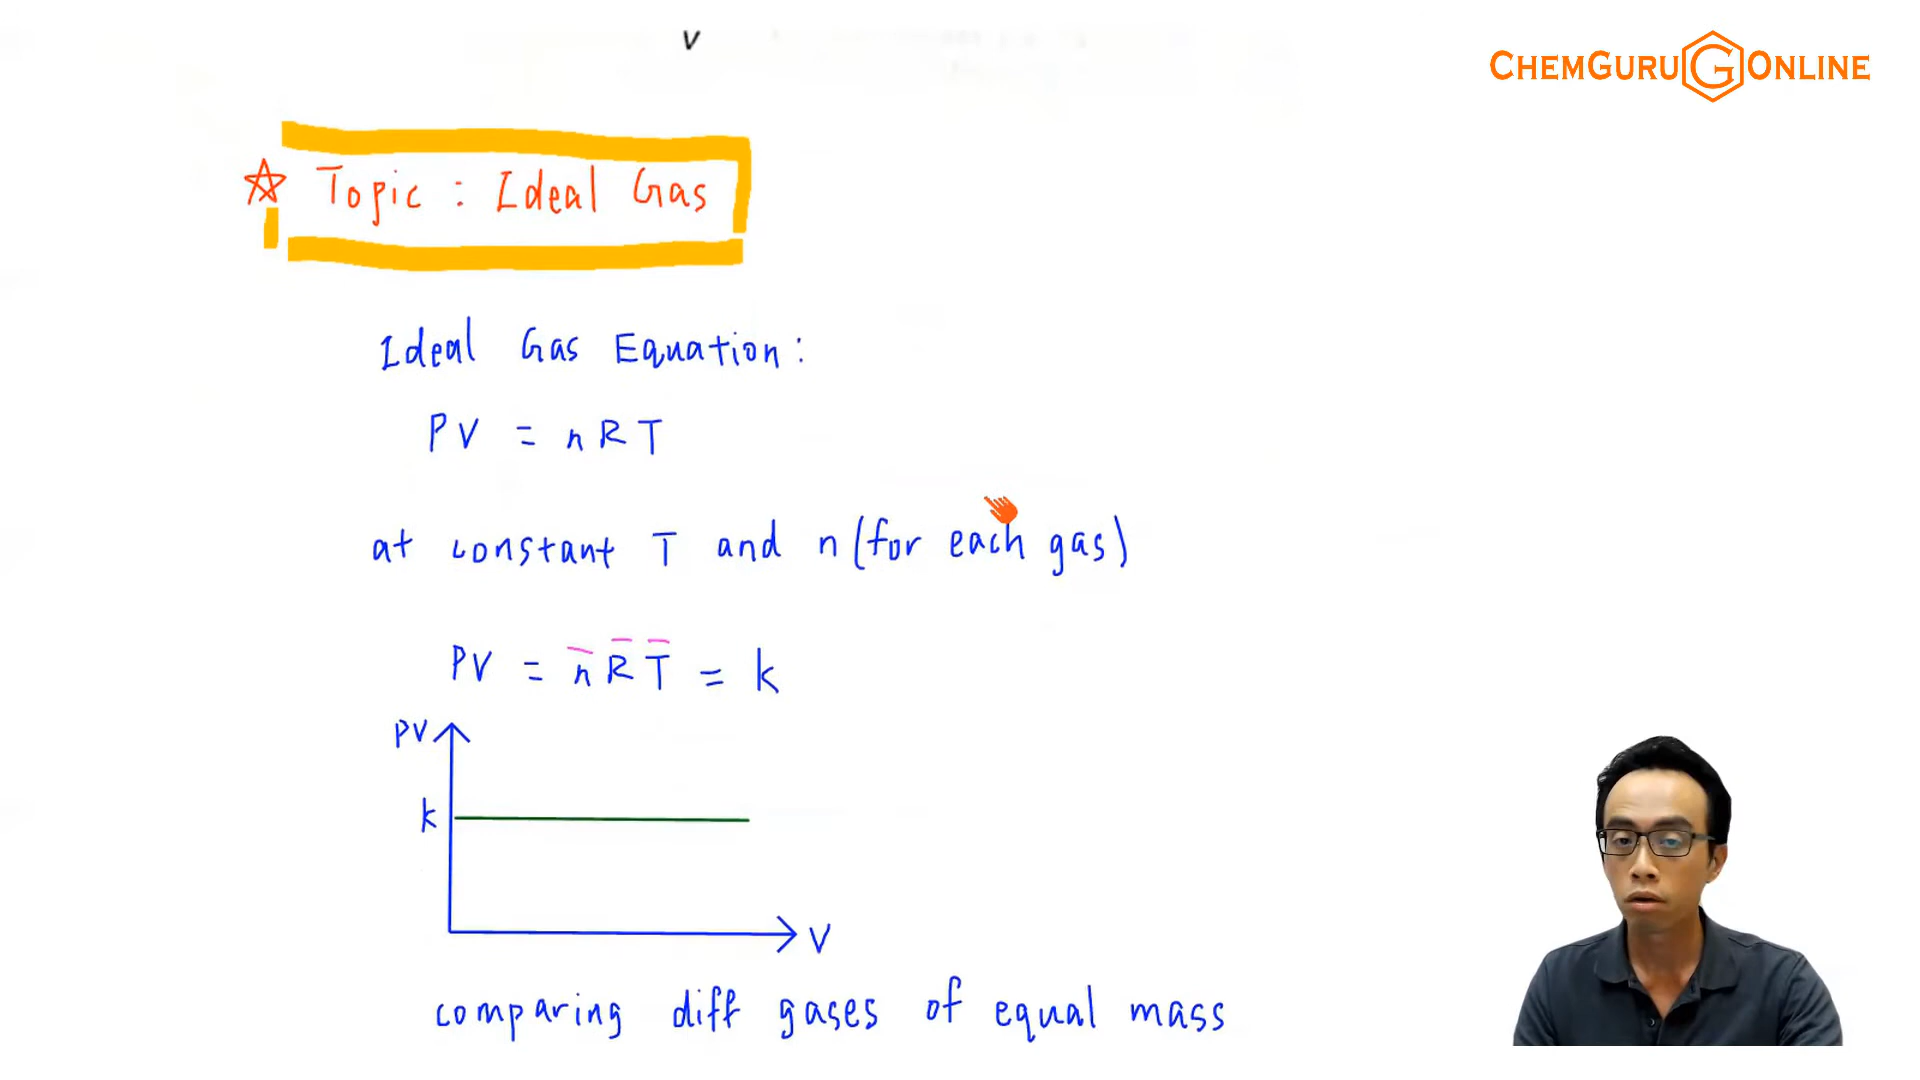 v
CHEMGURU G ONLINE
☆ Topic : Ideal Gas
Ideal Gas Equation:
PV = nRT
at constant T and n (for each gas)
PV = n̅ R̅ T̅ = k
PV
k
V
comparing diff gases of equal mass